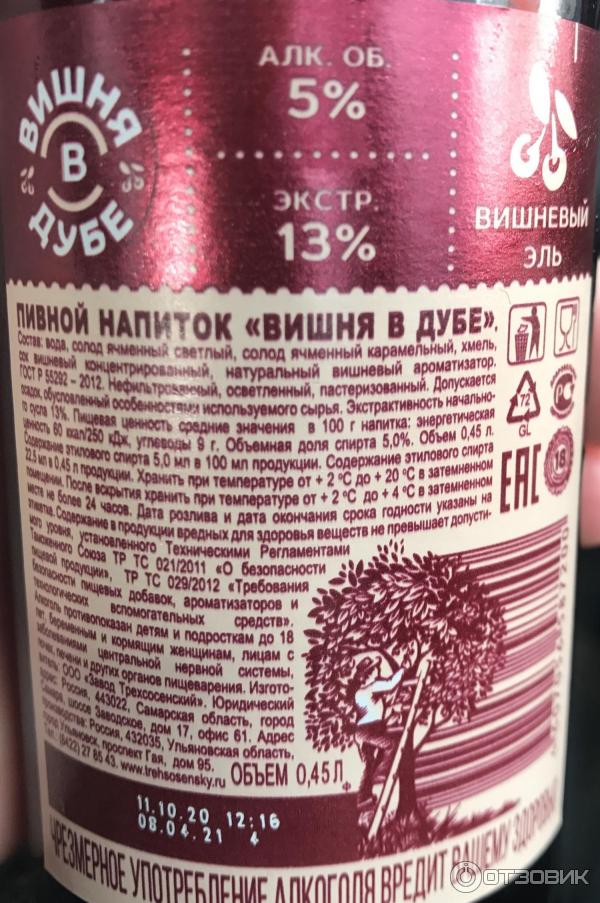 ВИШНЯ
В
ДУБЕ
АЛК. ОБ.
5%
ЭКСТР.
13%
ВИШНЕВЫЙ
ЭЛЬ
ПИВНОЙ НАПИТОК «ВИШНЯ В ДУБЕ».
Состав: вода, солод ячменный светлый, солод ячменный карамельный, хмель,
сок вишневый концентрированный, натуральный вишневый ароматизатор.
ГОСТ Р 55292 – 2012. Нефильтрованный, осветленный, пастеризованный. Допускается
осадок, обусловленный особенностями используемого сырья. Экстрактивность начально-
го сусла 13%. Пищевая ценность средние значения в 100 г напитка: энергетическая
ценность 60 ккал/250 кДж, углеводы 9 г. Объемная доля спирта 5,0%. Объем 0,45 л.
Содержание этилового спирта 5,0 мл в 100 мл продукции. Содержание этилового спирта
22,5 мл в 0,45 л продукции. Хранить при температуре от + 2 °С до + 20 °С в затемненном
помещении. После вскрытия хранить при температуре от + 2 °С до + 4 °С в затемненном
месте не более 24 часов. Дата розлива и дата окончания срока годности указаны на
этикетке. Содержание в продукции вредных для здоровья веществ не превышает допусти-
мого уровня, установленного Техническими Регламентами
Таможенного Союза ТР ТС 021/2011 «О безопасности
пищевой продукции», ТР ТС 029/2012 «Требования
безопасности пищевых добавок, ароматизаторов и
технологических вспомогательных средств».
Алкоголь противопоказан детям и подросткам до 18
лет, беременным и кормящим женщинам, лицам с
заболеваниями центральной нервной системы,
почек, печени и других органов пищеварения. Изгото-
витель: ООО «Завод Трехсосенский». Юридический
адрес: Россия, 443022, Самарская область, город
Самара, шоссе Заводское, дом 17, офис 61. Адрес
производства: Россия, 432035, Ульяновская область,
город Ульяновск, проспект Гая, дом 95.
Тел. (8422) 27 85 43. www.trehsosensky.ru
ОБЪЕМ 0,45Л
72
GL
ЕАС
18
11.10.20 12:16
08.04.21 4
ЧРЕЗМЕРНОЕ УПОТРЕБЛЕНИЕ АЛКОГОЛЯ ВРЕДИТ ВАШЕМУ ЗДОРОВЬЮ
ОТЗОВИК